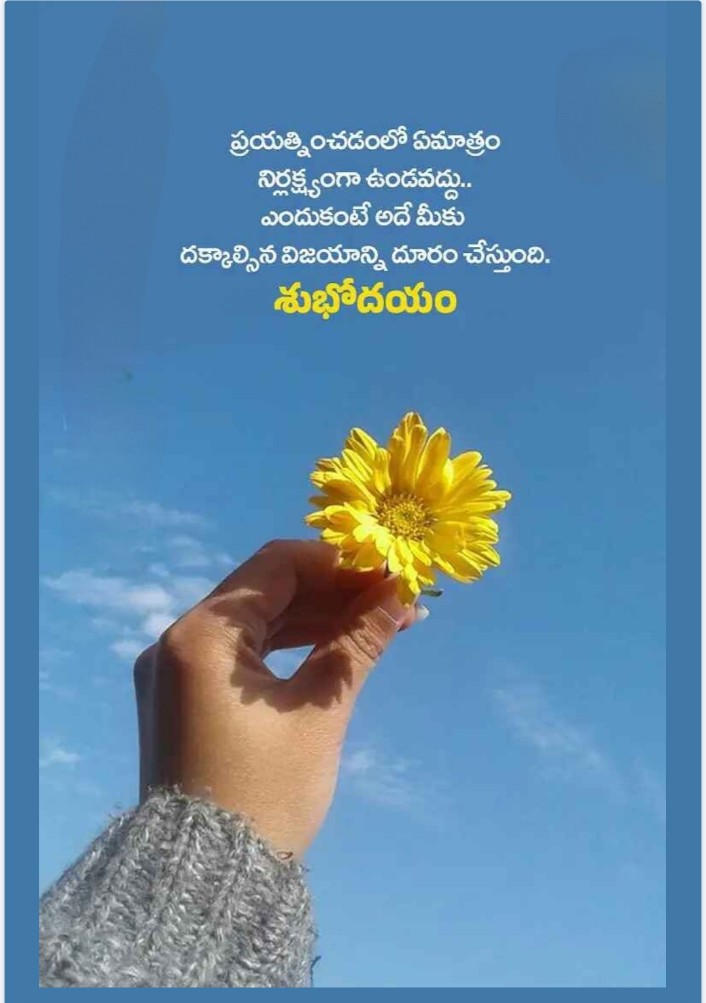 ప్రయత్నించడంలో ఏమాత్రం
నిర్లక్ష్యంగా ఉండవద్దు..
ఎందుకంటే అదే మీకు
దక్కాల్సిన విజయాన్ని దూరం చేస్తుంది.
శుభోదయం